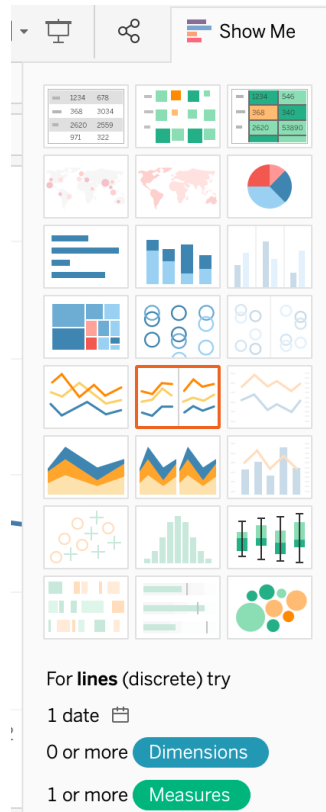 Show Me
1234 678
368 3034
2620 2559
971 322
1234 546
368 340
2620 53890
For lines (discrete) try
1 date
0 or more Dimensions
1 or more Measures